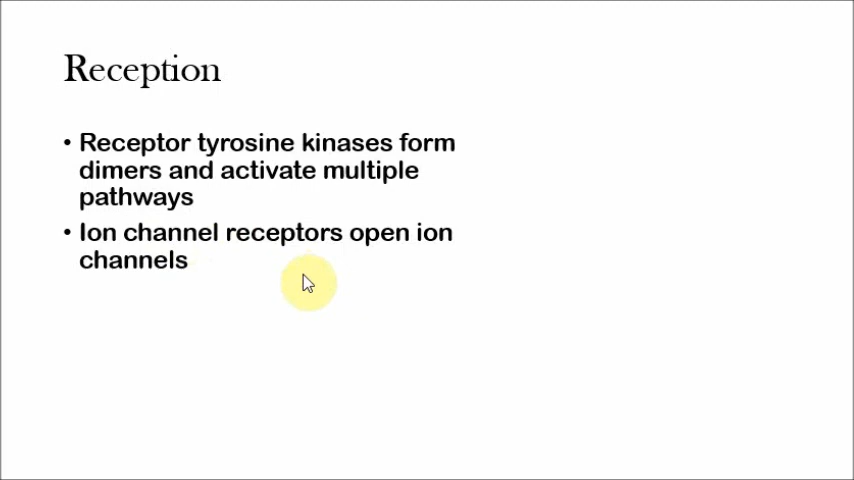 Reception
• Receptor tyrosine kinases form
dimers and activate multiple
pathways
• Ion channel receptors open ion
channels